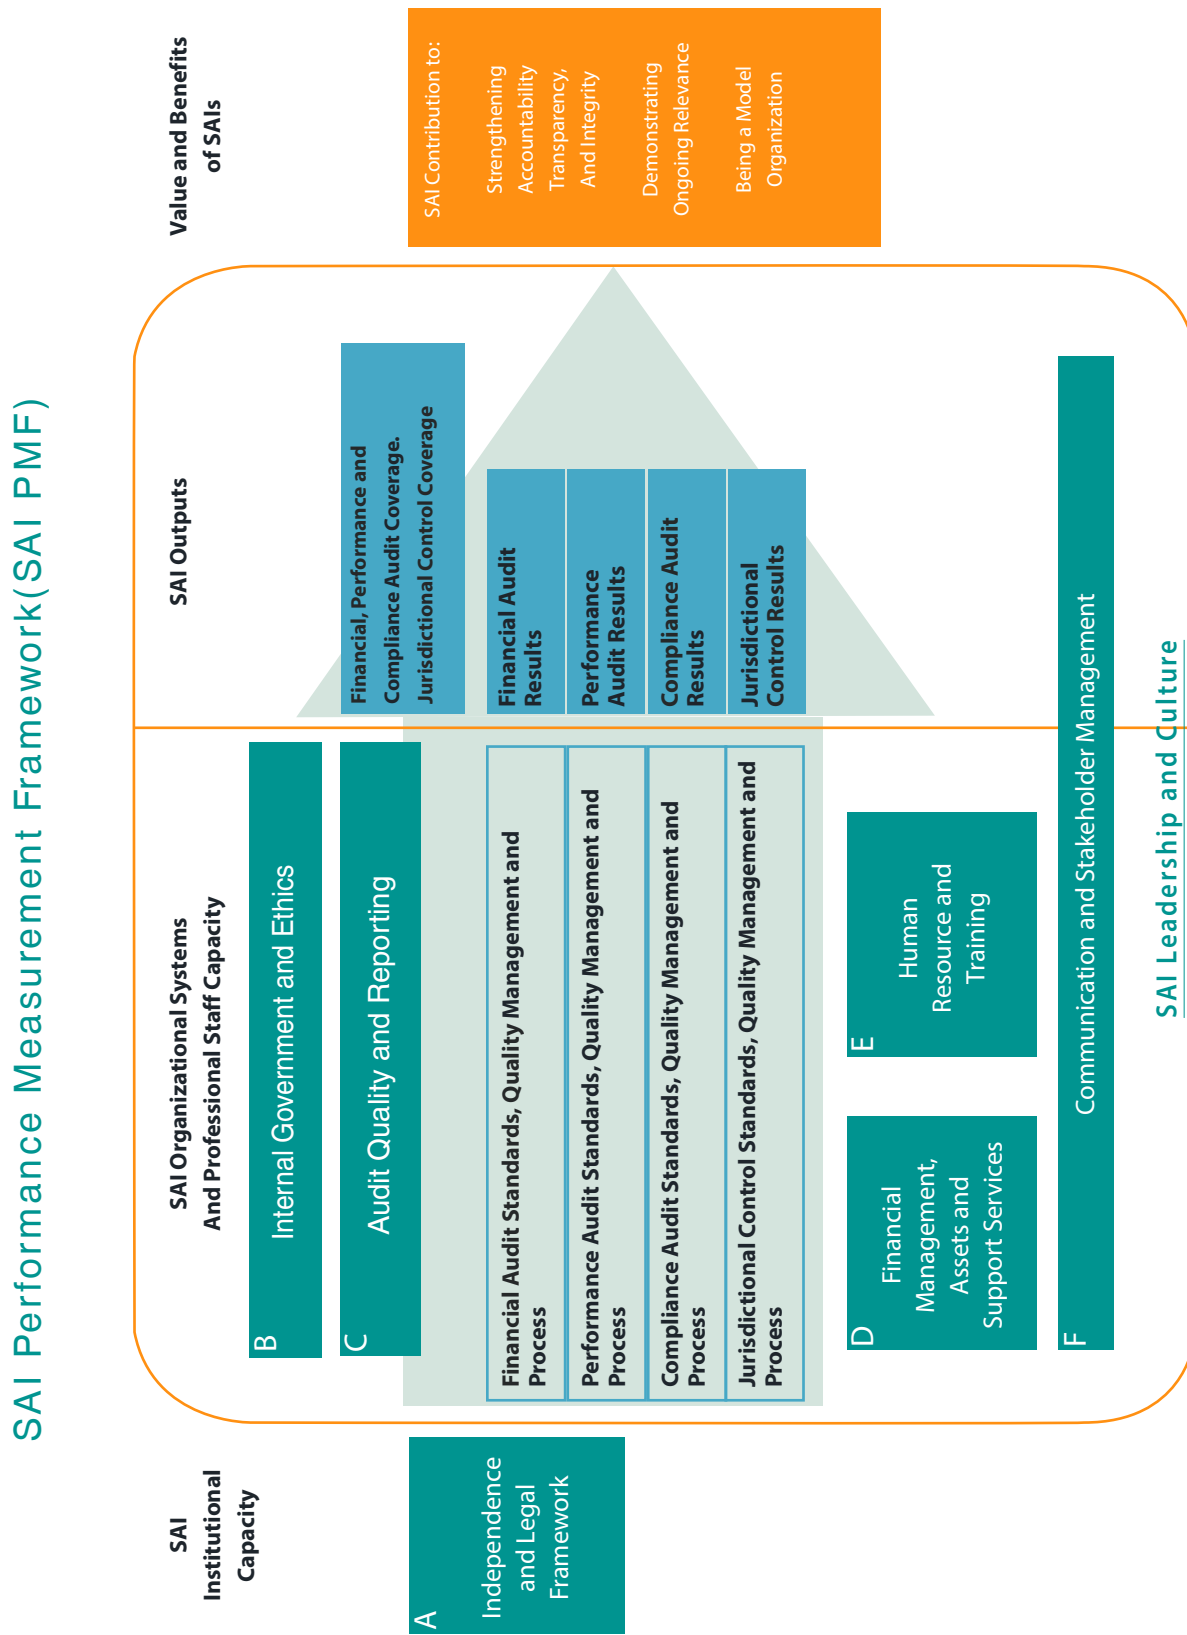 SAI Performance Measurement Framework(SAI PMF)
SAI
Institutional
Capacity
SAI Organizational Systems
And Professional Staff Capacity
SAI Outputs
Value and Benefits
of SAIs
A
Independence
and Legal
Framework
B
Internal Government and Ethics
C
Audit Quality and Reporting
Financial Audit Standards, Quality Management and
Process
Performance Audit Standards, Quality Management and
Process
Compliance Audit Standards, Quality Management and
Process
Jurisdictional Control Standards, Quality Management and
Process
D
Financial
Management,
Assets and
Support Services
E
Human
Resource and
Training
F
Communication and Stakeholder Management
Financial, Performance and
Compliance Audit Coverage.
Jurisdictional Control Coverage
Financial Audit
Results
Performance
Audit Results
Compliance Audit
Results
Jurisdictional
Control Results
SAI Contribution to:
Strengthening
Accountability
Transparency,
And Integrity
Demonstrating
Ongoing Relevance
Being a Model
Organization
SAI Leadership and Culture